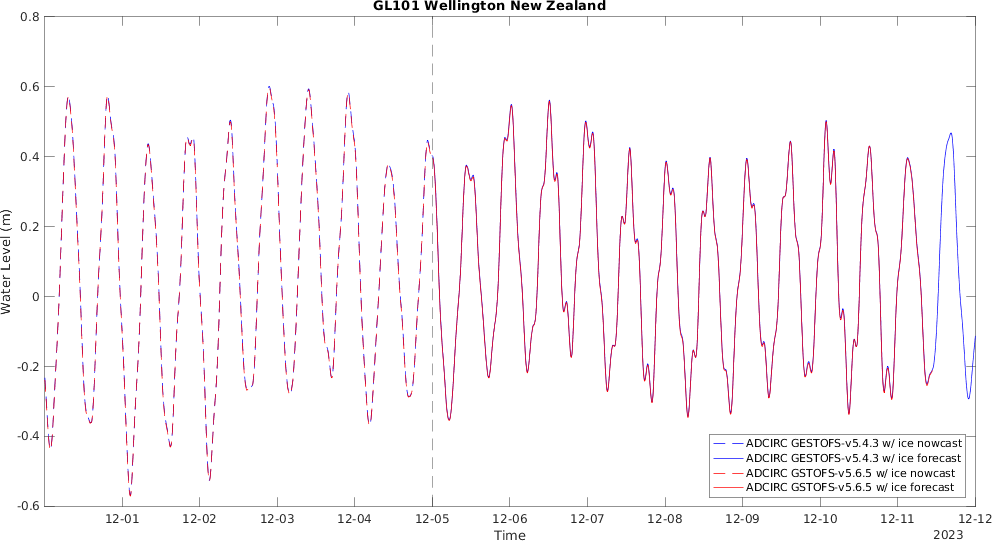 GL101 Wellington New Zealand
0.8
0.6
0.4
0.2
0
-0.2
-0.4
-0.6
Water Level (m)
12-01 12-02 12-03 12-04 12-05 12-06 12-07 12-08 12-09 12-10 12-11 12-12
Time
2023
ADCIRC GESTOFS-v5.4.3 w/ ice nowcast
ADCIRC GESTOFS-v5.4.3 w/ ice forecast
ADCIRC GSTOFS-v5.6.5 w/ ice nowcast
ADCIRC GSTOFS-v5.6.5 w/ ice forecast